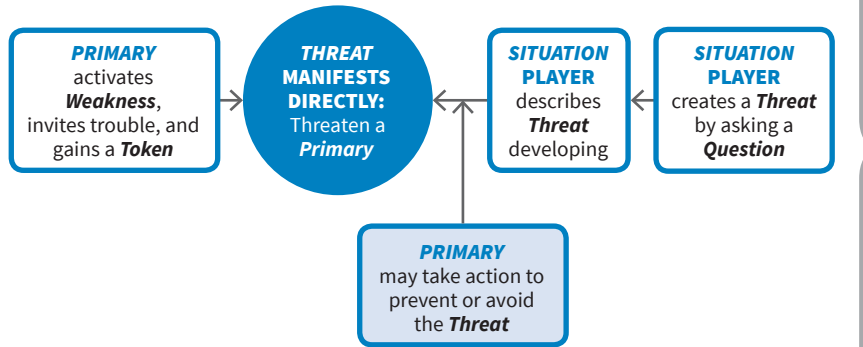 PRIMARY
activates
Weakness,
invites trouble, and
gains a Token
THREAT
MANIFESTS
DIRECTLY:
Threaten a
Primary
SITUATION
PLAYER
describes
Threat
developing
SITUATION
PLAYER
creates a Threat
by asking a
Question
PRIMARY
may take action to
prevent or avoid
the Threat